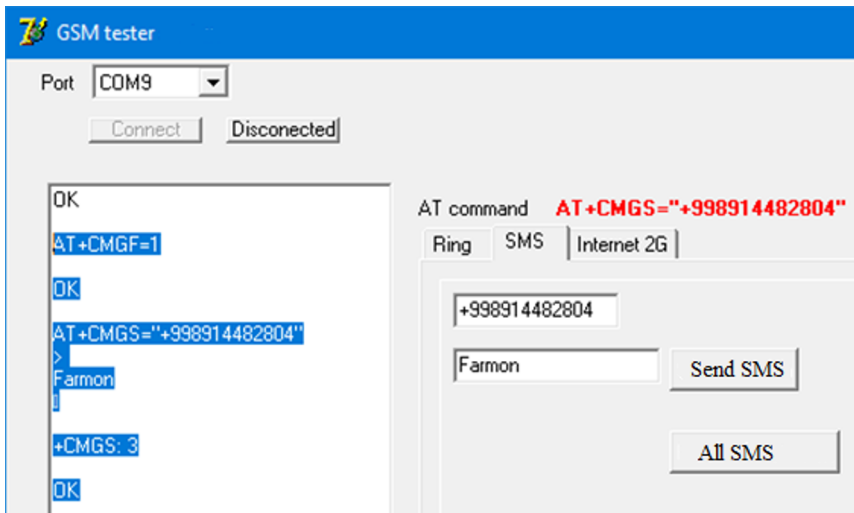 GSM tester
Port COM9
Connect Disconected
OK
AT+CMGF=1
OK
AT+CMGS="+998914482804"
>
Farmon
+CMGS: 3
OK
AT command AT+CMGS="+998914482804"
Ring SMS Internet 2G
+998914482804
Farmon Send SMS
All SMS